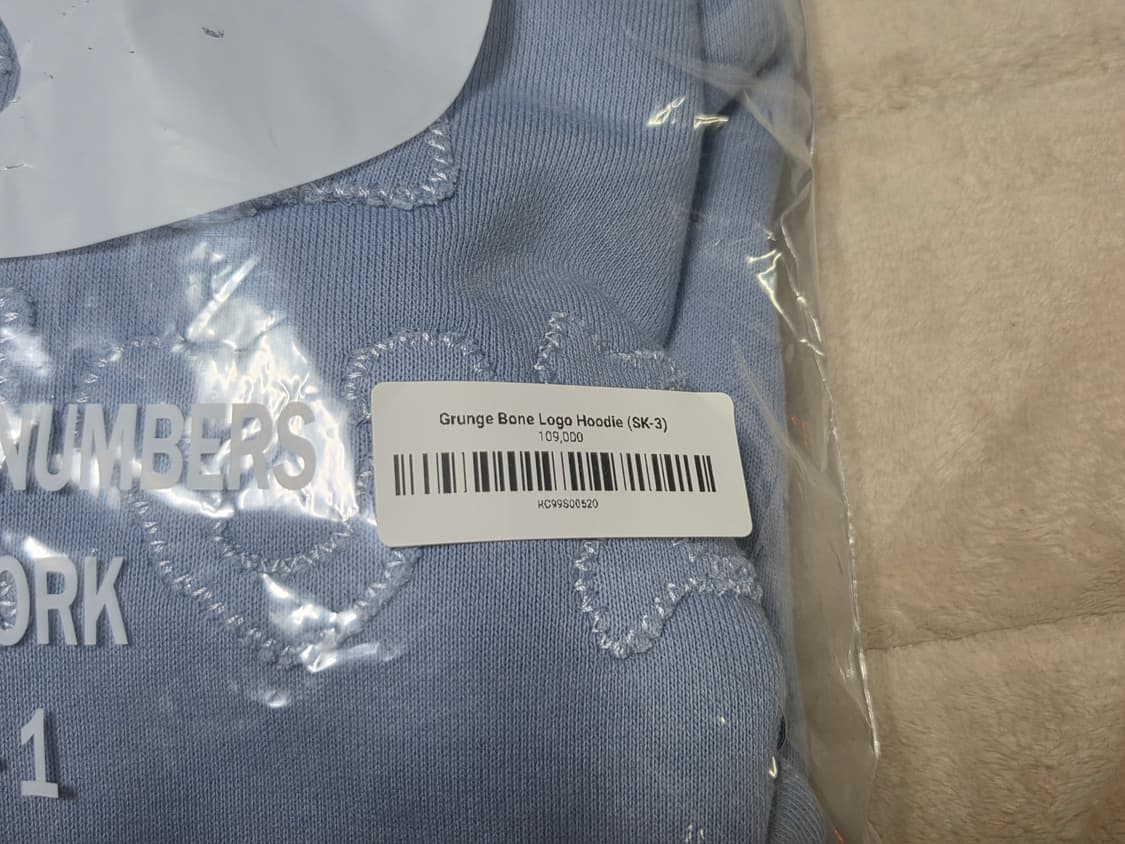 NUMBERS
ORK
1
Grunge Bone Logo Hoodie (SK-3)
109,000
HC99S00520